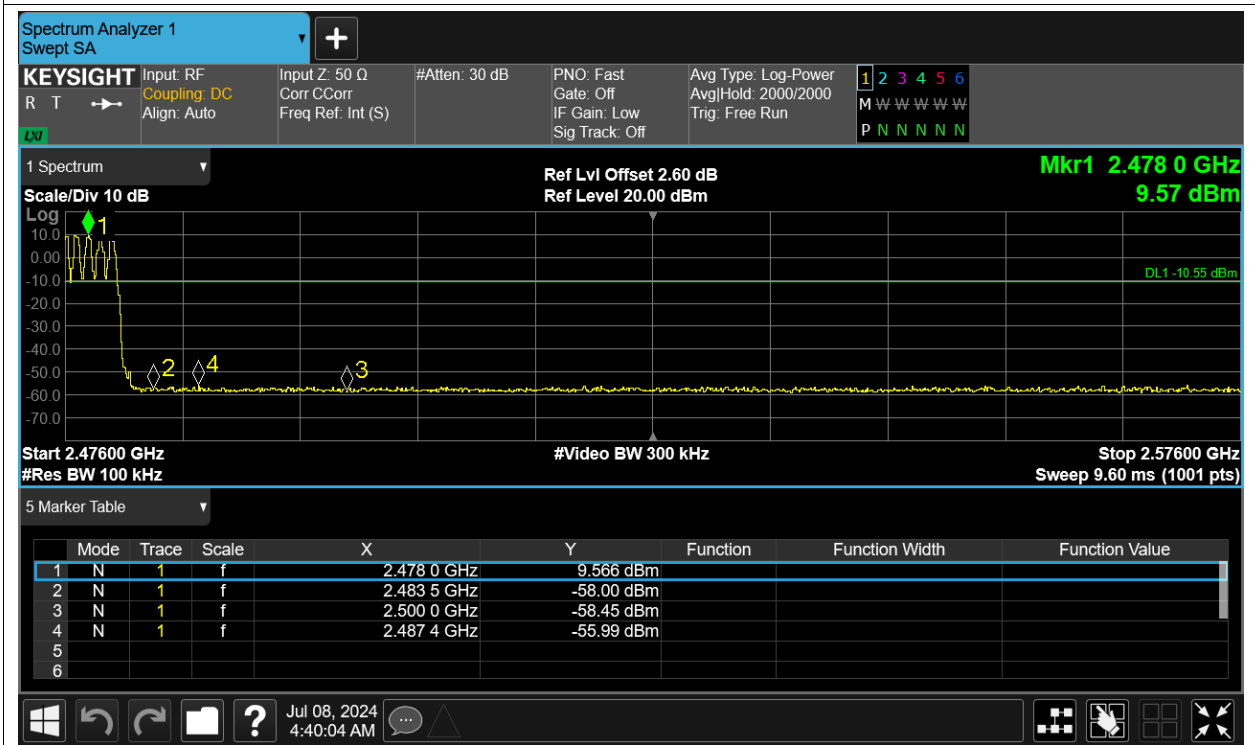 Spectrum Analyzer 1
Swept SA
+
KEYSIGHT Input: RF Input Z: 50 Ω #Atten: 30 dB PNO: Fast Avg Type: Log-Power 1 2 3 4 5 6
R T Coupling: DC Corr CCorr Gate: Off Avg|Hold: 2000/2000 M W W W W W W
Align: Auto Freq Ref: Int (S) IF Gain: Low Trig: Free Run
LXI Sig Track: Off P N N N N N N
1 Spectrum Ref Lvl Offset 2.60 dB Mkr1 2.478 0 GHz
Scale/Div 10 dB Ref Level 20.00 dBm 9.57 dBm
Log
1
10.0
0.00
DL1 -10.55 dBm
-10.0
-20.0
-30.0
-40.0
2 4 3
-50.0
-60.0
-70.0
Start 2.47600 GHz #Video BW 300 kHz Stop 2.57600 GHz
#Res BW 100 kHz Sweep 9.60 ms (1001 pts)
5 Marker Table
Mode Trace Scale X Y Function Function Width Function Value
1 N 1 f 2.478 0 GHz 9.566 dBm
2 N 1 f 2.483 5 GHz -58.00 dBm
3 N 1 f 2.500 0 GHz -58.45 dBm
4 N 1 f 2.487 4 GHz -55.99 dBm
5
6
? Jul 08, 2024
4:40:04 AM